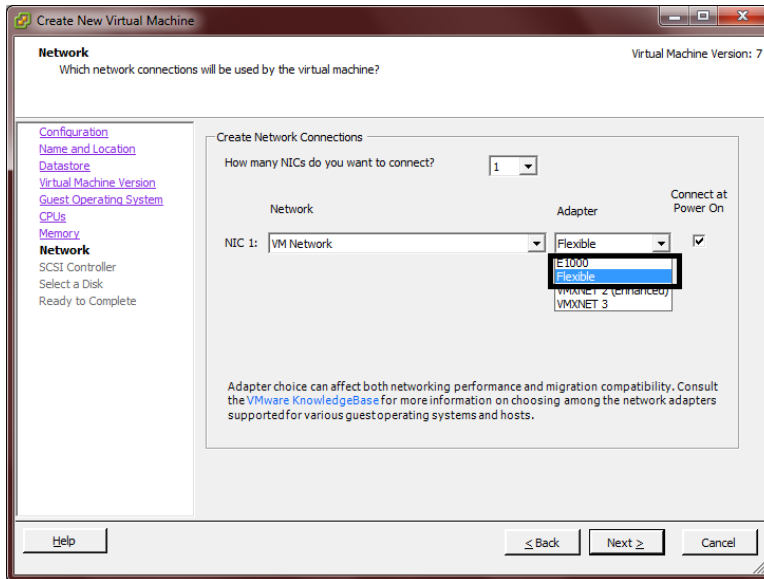 Create New Virtual Machine
Network
Which network connections will be used by the virtual machine?
Virtual Machine Version: 7
Configuration
Name and Location
Datastore
Virtual Machine Version
Guest Operating System
CPUs
Memory
Network
SCSI Controller
Select a Disk
Ready to Complete
Create Network Connections
How many NICs do you want to connect? 1
Network
Adapter
Connect at
Power On
NIC 1: VM Network Flexible
E1000
Flexible
VMXNET 2 (Enhanced)
VMXNET 3
Adapter choice can affect both networking performance and migration compatibility. Consult
the VMware KnowledgeBase for more information on choosing among the network adapters
supported for various guest operating systems and hosts.
Help
< Back
Next >
Cancel